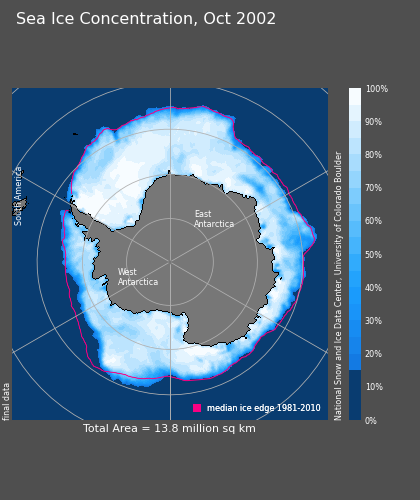 Sea Ice Concentration, Oct 2002
South America
East
Antarctica
West
Antarctica
final data
median ice edge 1981-2010
Total Area = 13.8 million sq km
National Snow and Ice Data Center, University of Colorado Boulder
100%
90%
80%
70%
60%
50%
40%
30%
20%
10%
0%